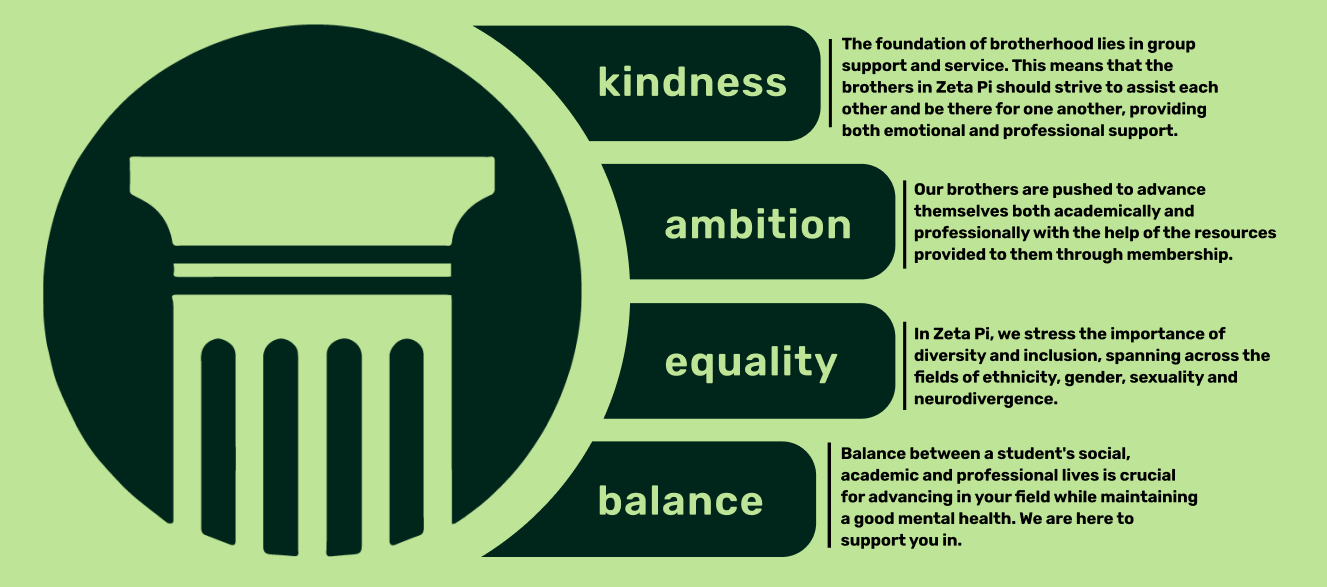 kindness
The foundation of brotherhood lies in group
support and service. This means that the
brothers in Zeta Pi should strive to assist each
other and be there for one another, providing
both emotional and professional support.
ambition
Our brothers are pushed to advance
themselves both academically and
professionally with the help of the resources
provided to them through membership.
equality
In Zeta Pi, we stress the importance of
diversity and inclusion, spanning across the
fields of ethnicity, gender, sexuality and
neurodivergence.
balance
Balance between a student's social,
academic and professional lives is crucial
for advancing in your field while maintaining
a good mental health. We are here to
support you in.